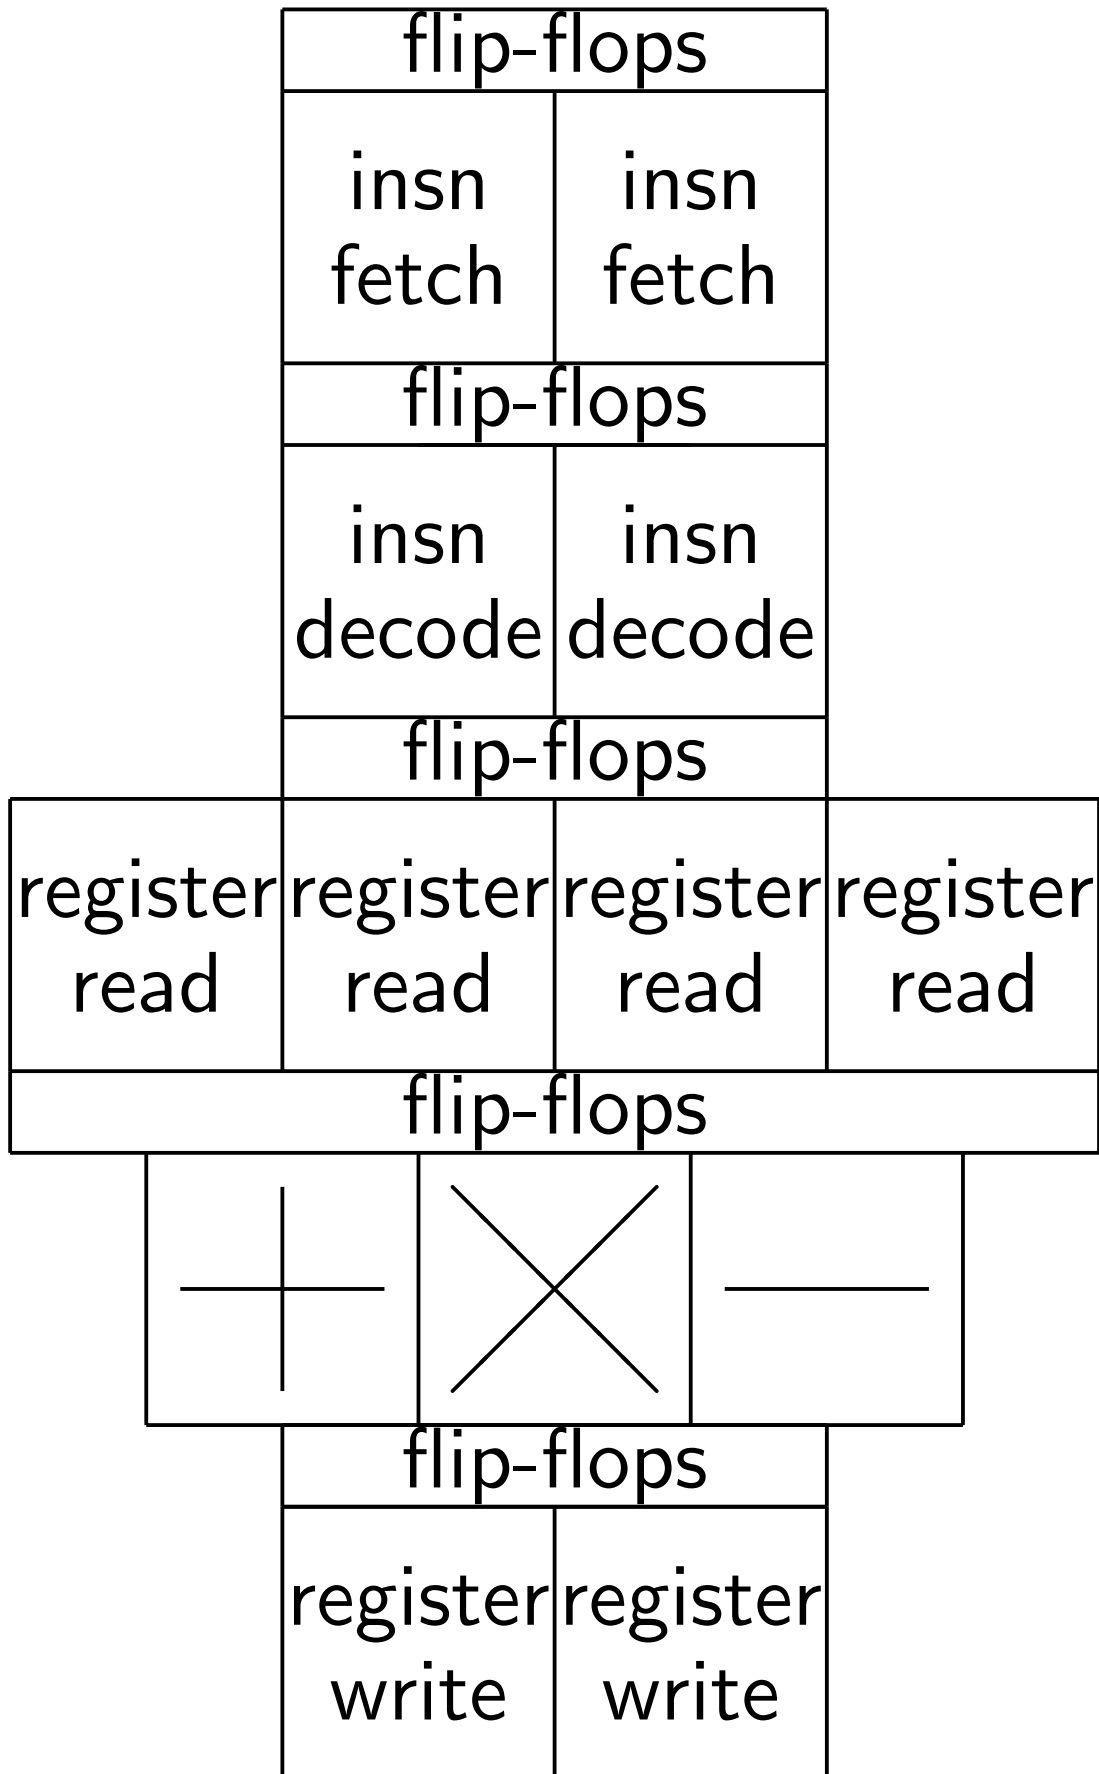 flip-flops
insn insn
fetch fetch
flip-flops
insn insn
decode decode
flip-flops
register register register register
read read read read
flip-flops
flip-flops
register register
write write